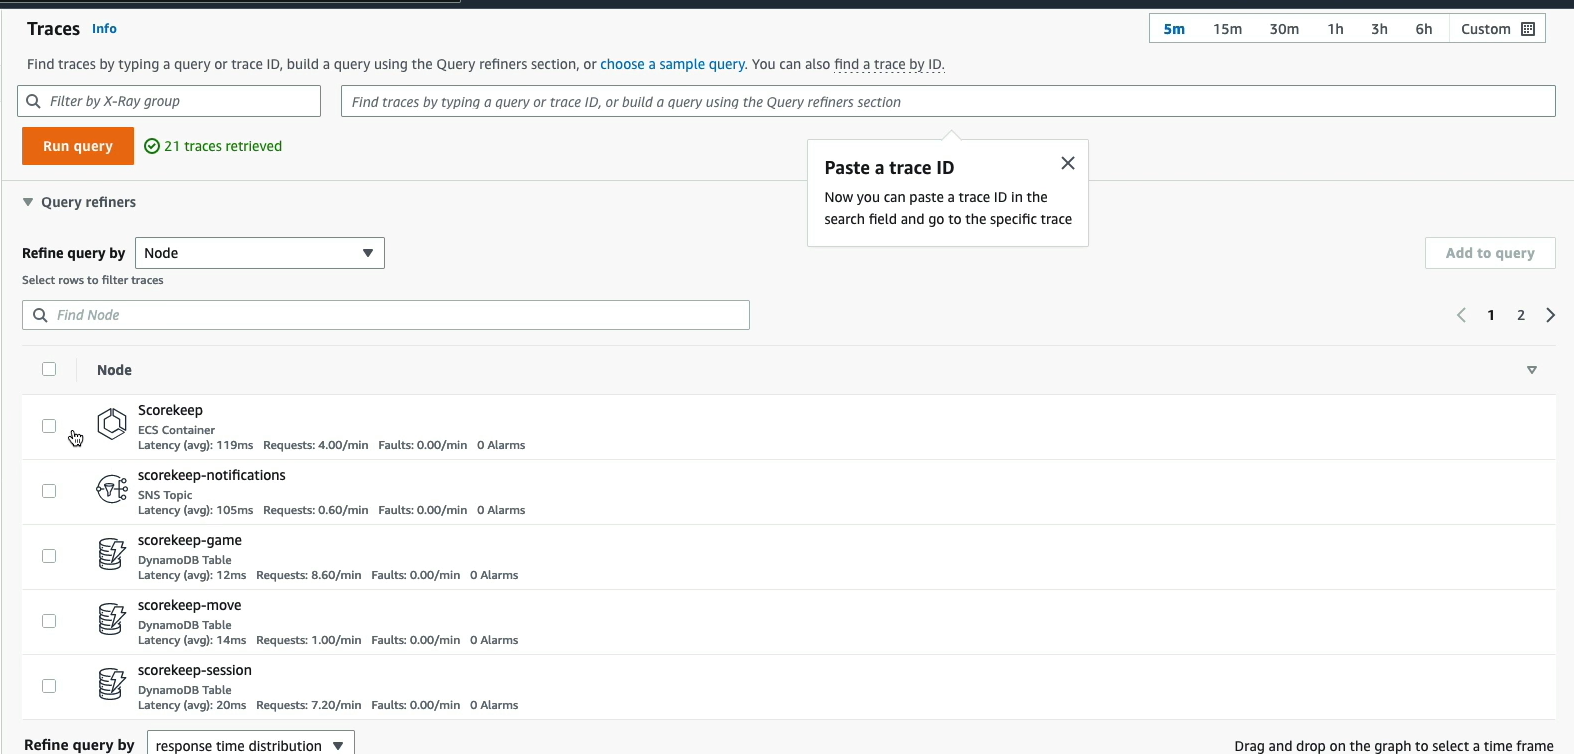 Traces Info
5m 15m 30m 1h 3h 6h Custom
Find traces by typing a query or trace ID, build a query using the Query refiners section, or choose a sample query. You can also find a trace by ID.
Filter by X-Ray group
Find traces by typing a query or trace ID, or build a query using the Query refiners section
Run query
21 traces retrieved
Paste a trace ID
Now you can paste a trace ID in the
search field and go to the specific trace
Query refiners
Refine query by Node
Add to query
Select rows to filter traces
Find Node
1 2
Node
Scorekeep
ECS Container
Latency (avg): 119ms Requests: 4.00/min Faults: 0.00/min 0 Alarms
scorekeep-notifications
SNS Topic
Latency (avg): 105ms Requests: 0.60/min Faults: 0.00/min 0 Alarms
scorekeep-game
DynamoDB Table
Latency (avg): 12ms Requests: 8.60/min Faults: 0.00/min 0 Alarms
scorekeep-move
DynamoDB Table
Latency (avg): 14ms Requests: 1.00/min Faults: 0.00/min 0 Alarms
scorekeep-session
DynamoDB Table
Latency (avg): 20ms Requests: 7.20/min Faults: 0.00/min 0 Alarms
Refine query by response time distribution
Drag and drop on the graph to select a time frame